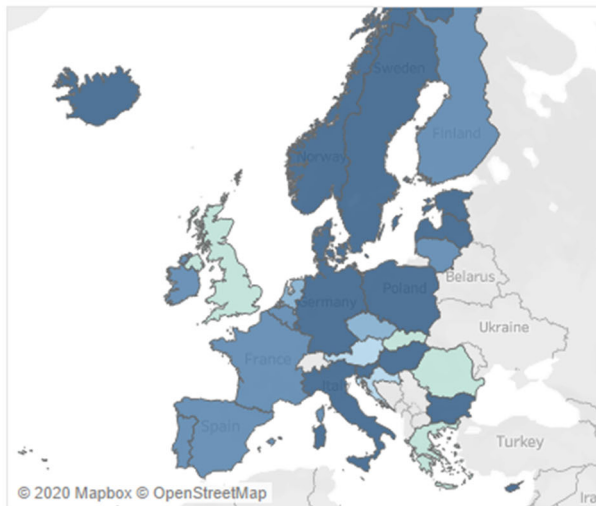 Sweden
Finland
Norway
Belarus
Germany
Poland
Ukraine
France
Spain
Turkey
© 2020 Mapbox © OpenStreetMap